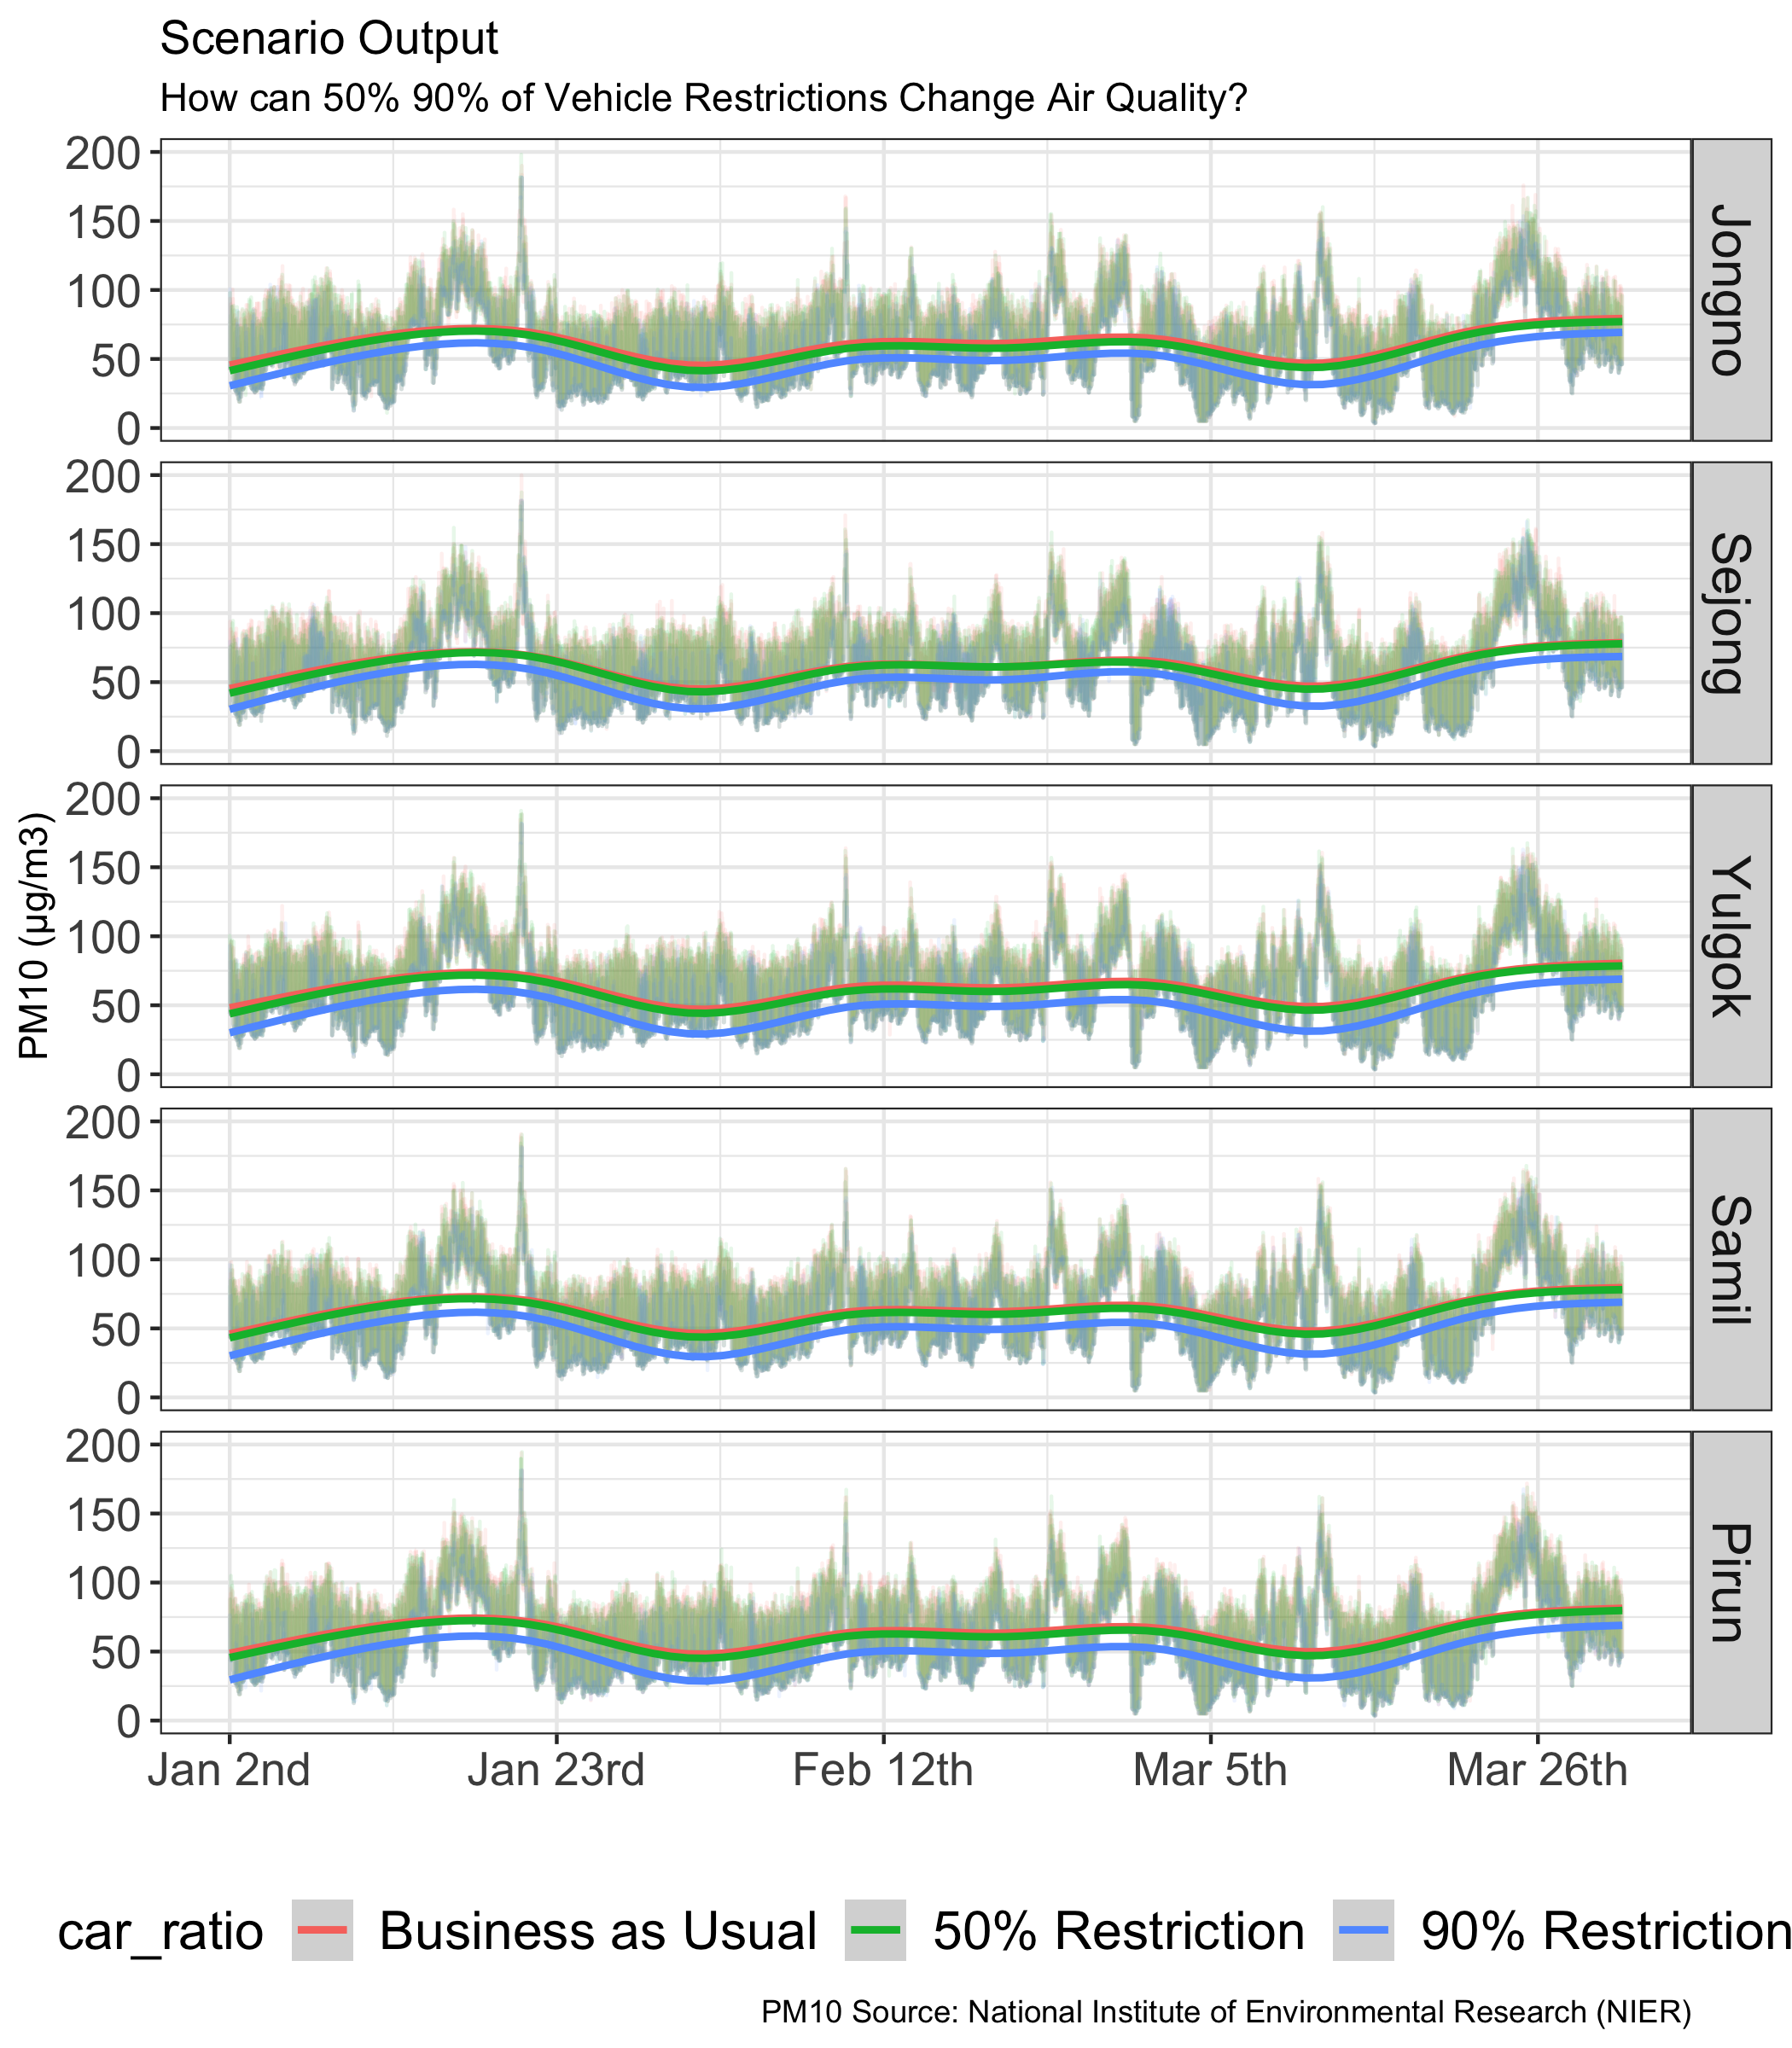 Scenario Output
How can 50% 90% of Vehicle Restrictions Change Air Quality?
PM10 (µg/m3)
200
150
100
50
0
Jongno
200
150
100
50
0
Sejong
200
150
100
50
0
Yulgok
200
150
100
50
0
Samil
200
150
100
50
0
Pirun
Jan 2nd Jan 23rd Feb 12th Mar 5th Mar 26th
car_ratio Business as Usual 50% Restriction 90% Restriction
PM10 Source: National Institute of Environmental Research (NIER)